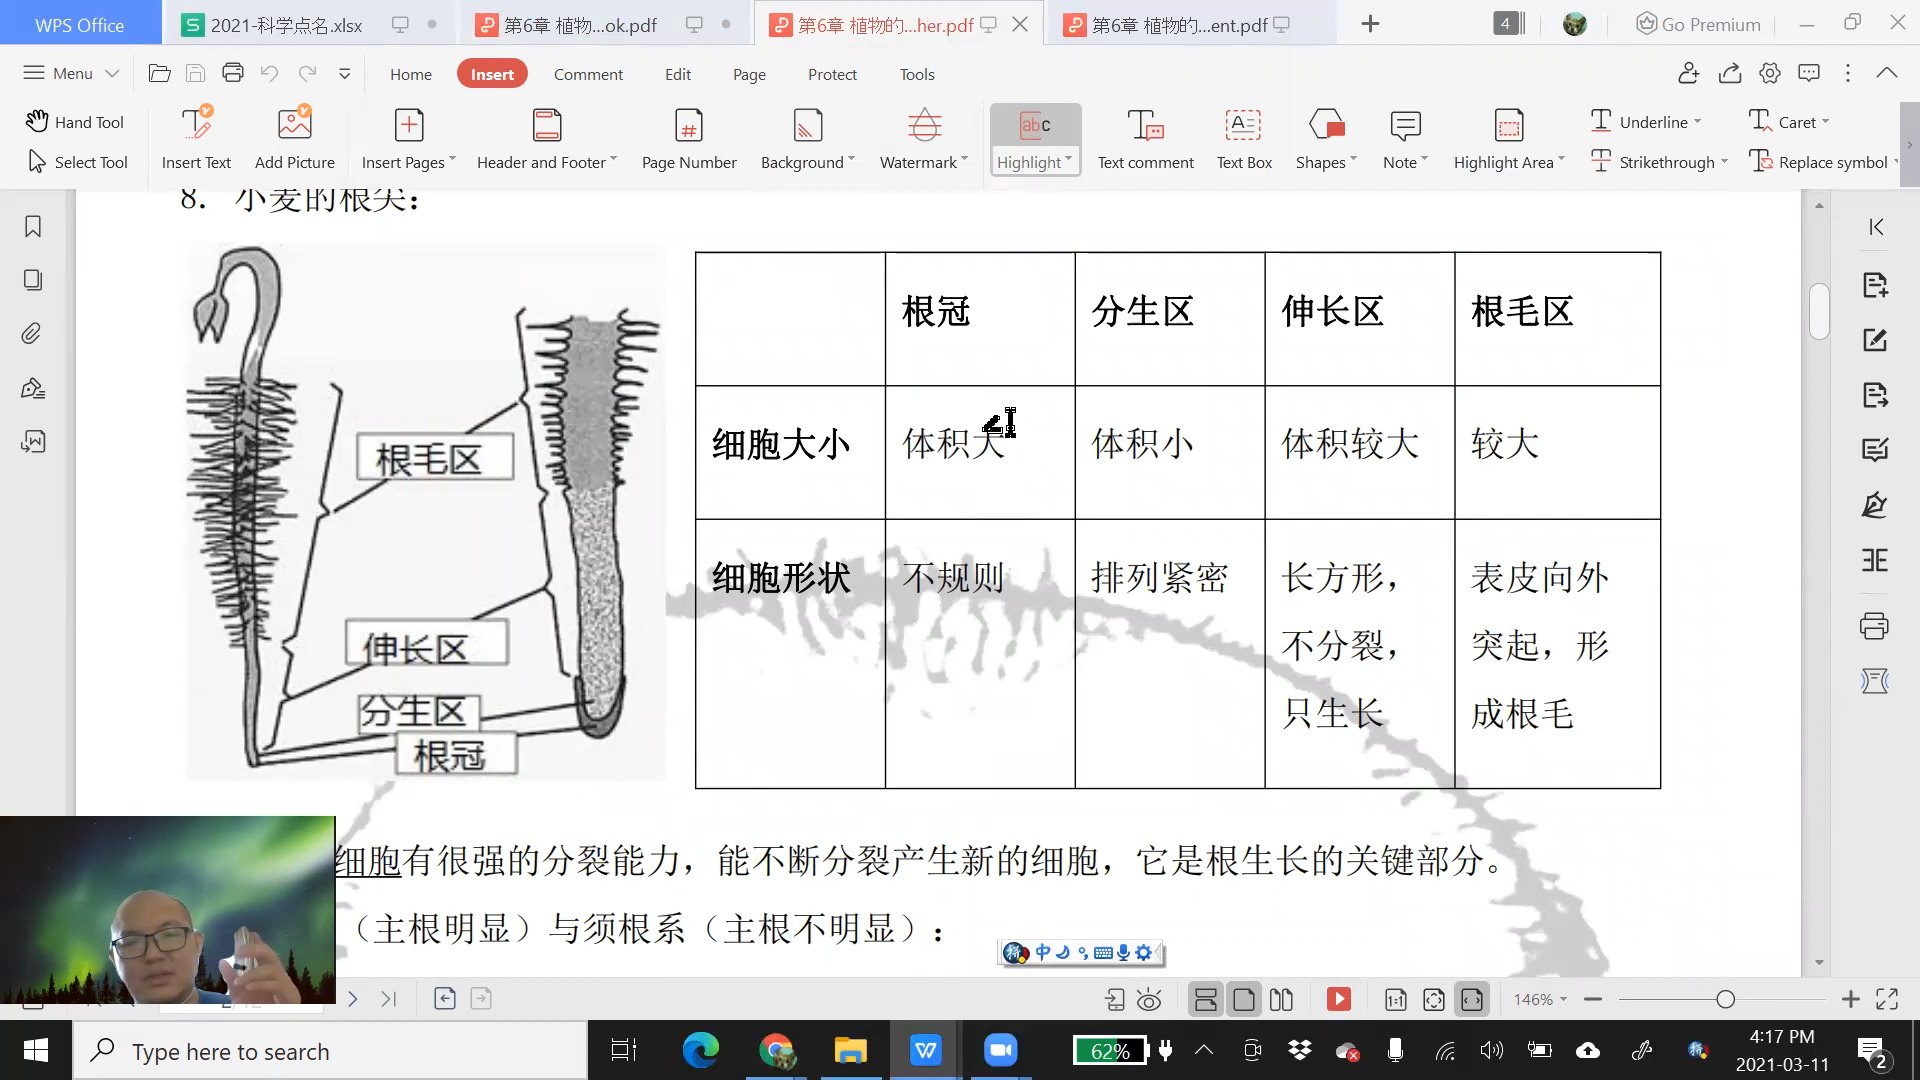 WPS Office
2021-科学点名.xlsx
第6章 植物...ok.pdf
第6章 植物的...her.pdf
第6章 植物的...ent.pdf
4
Go Premium
Menu
Home
Insert
Comment
Edit
Page
Protect
Tools
Hand Tool
Select Tool
Insert Text
Add Picture
Insert Pages
Header and Footer
Page Number
Background
Watermark
abc
Highlight
Text comment
Text Box
Shapes
Note
Highlight Area
Underline
Strikethrough
Caret
Replace symbol
8. 小麦的根尖：
根毛区
伸长区
分生区
根冠
根冠 分生区 伸长区 根毛区
细胞大小 体积大 体积小 体积较大 较大
细胞形状 不规则 排列紧密 长方形， 表皮向外
不分裂， 突起，形
只生长 成根毛
细胞有很强的分裂能力，能不断分裂产生新的细胞，它是根生长的关键部分。
（主根明显）与须根系（主根不明显）：
中
146%
Type here to search
62%
4:17 PM
2021-03-11
2